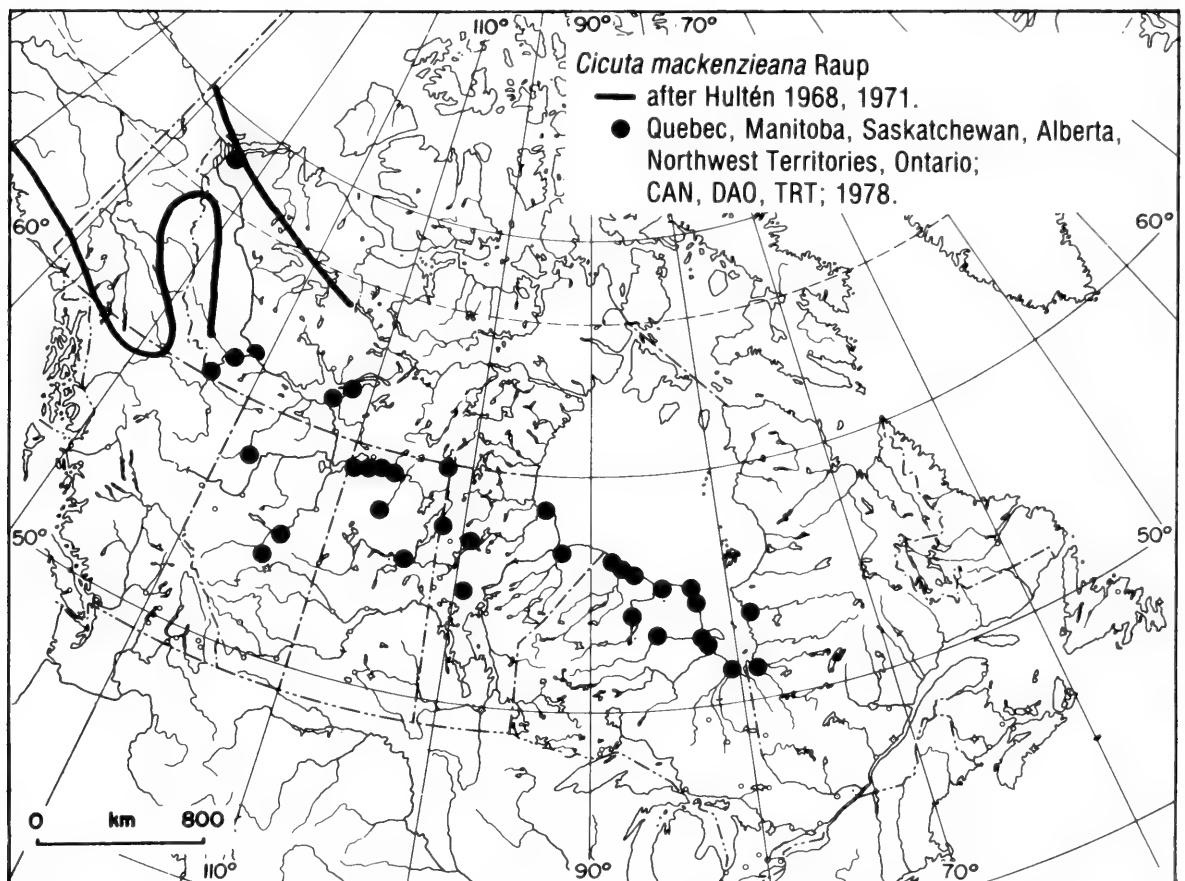 110° 90° 70°
Cicuta mackenzieana Raup
after Hultén 1968, 1971.
Quebec, Manitoba, Saskatchewan, Alberta,
Northwest Territories, Ontario;
CAN, DAO, TRT; 1978.
60° 60°
50° 50°
0 km 800
110° 90° 70°